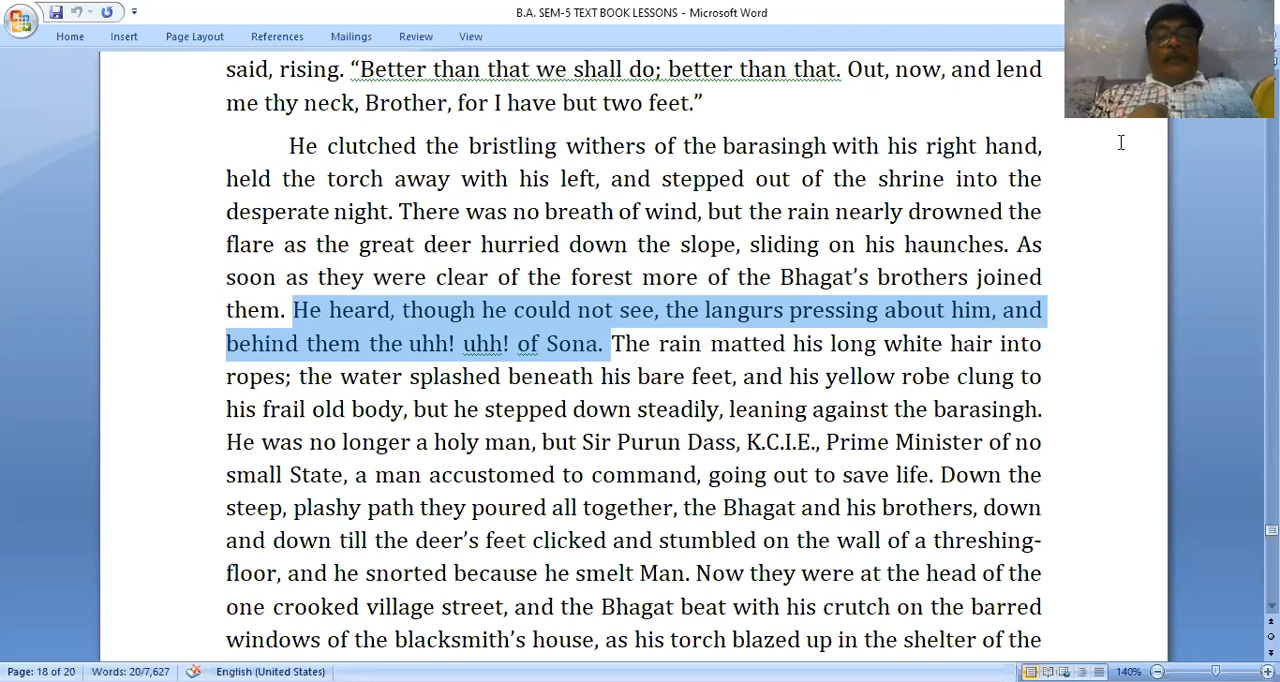 B.A. SEM-5 TEXT BOOK LESSONS - Microsoft Word
Home Insert Page Layout References Mailings Review View
said, rising. “Better than that we shall do; better than that. Out, now, and lend
me thy neck, Brother, for I have but two feet.”
He clutched the bristling withers of the barasingh with his right hand,
held the torch away with his left, and stepped out of the shrine into the
desperate night. There was no breath of wind, but the rain nearly drowned the
flare as the great deer hurried down the slope, sliding on his haunches. As
soon as they were clear of the forest more of the Bhagat’s brothers joined
them. He heard, though he could not see, the langurs pressing about him, and
behind them the uhh! uhh! of Sona. The rain matted his long white hair into
ropes; the water splashed beneath his bare feet, and his yellow robe clung to
his frail old body, but he stepped down steadily, leaning against the barasingh.
He was no longer a holy man, but Sir Purun Dass, K.C.I.E., Prime Minister of no
small State, a man accustomed to command, going out to save life. Down the
steep, plashy path they poured all together, the Bhagat and his brothers, down
and down till the deer’s feet clicked and stumbled on the wall of a threshing-
floor, and he snorted because he smelt Man. Now they were at the head of the
one crooked village street, and the Bhagat beat with his crutch on the barred
windows of the blacksmith’s house, as his torch blazed up in the shelter of the
Page: 18 of 20 Words: 20/7,627 English (United States) 140%